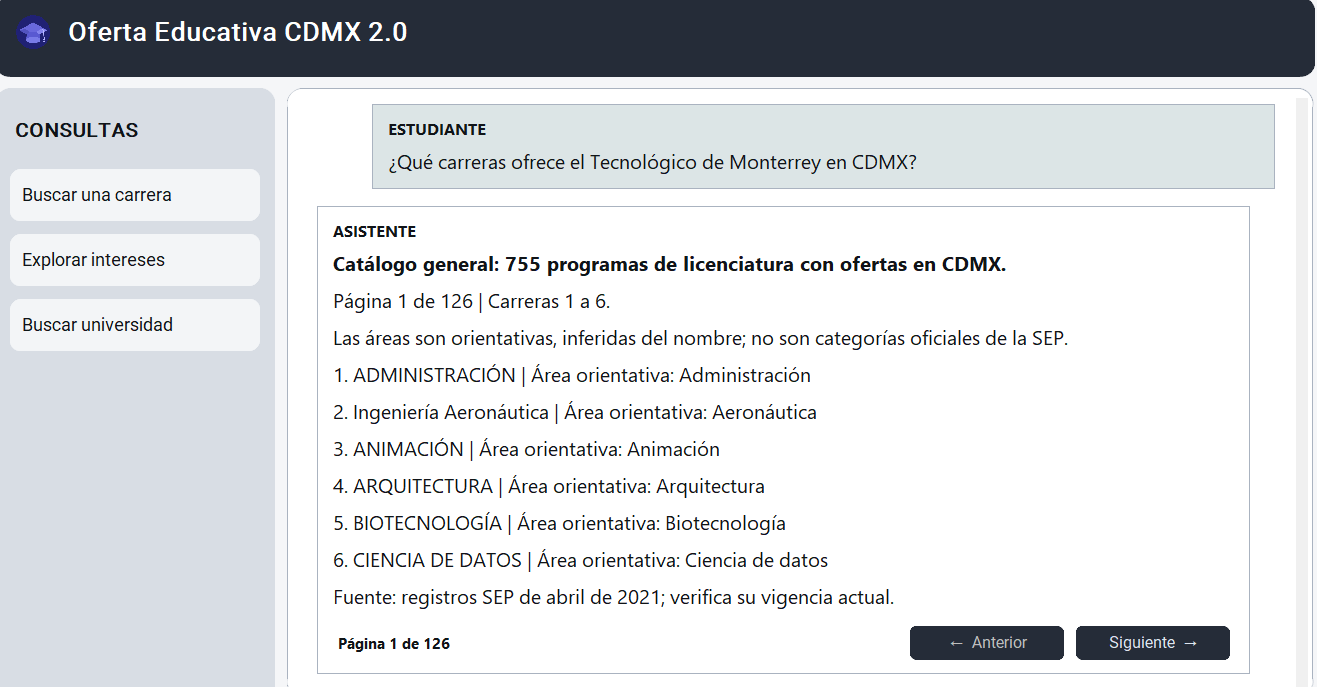 Oferta Educativa CDMX 2.0
CONSULTAS
Buscar una carrera
Explorar intereses
Buscar universidad
ESTUDIANTE
¿Qué carreras ofrece el Tecnológico de Monterrey en CDMX?
ASISTENTE
Catálogo general: 755 programas de licenciatura con ofertas en CDMX.
Página 1 de 126 | Carreras 1 a 6.
Las áreas son orientativas, inferidas del nombre; no son categorías oficiales de la SEP.
1. ADMINISTRACIÓN | Área orientativa: Administración
2. Ingeniería Aeronáutica | Área orientativa: Aeronáutica
3. ANIMACIÓN | Área orientativa: Animación
4. ARQUITECTURA | Área orientativa: Arquitectura
5. BIOTECNOLOGÍA | Área orientativa: Biotecnología
6. CIENCIA DE DATOS | Área orientativa: Ciencia de datos
Fuente: registros SEP de abril de 2021; verifica su vigencia actual.
Página 1 de 126
← Anterior
Siguiente →